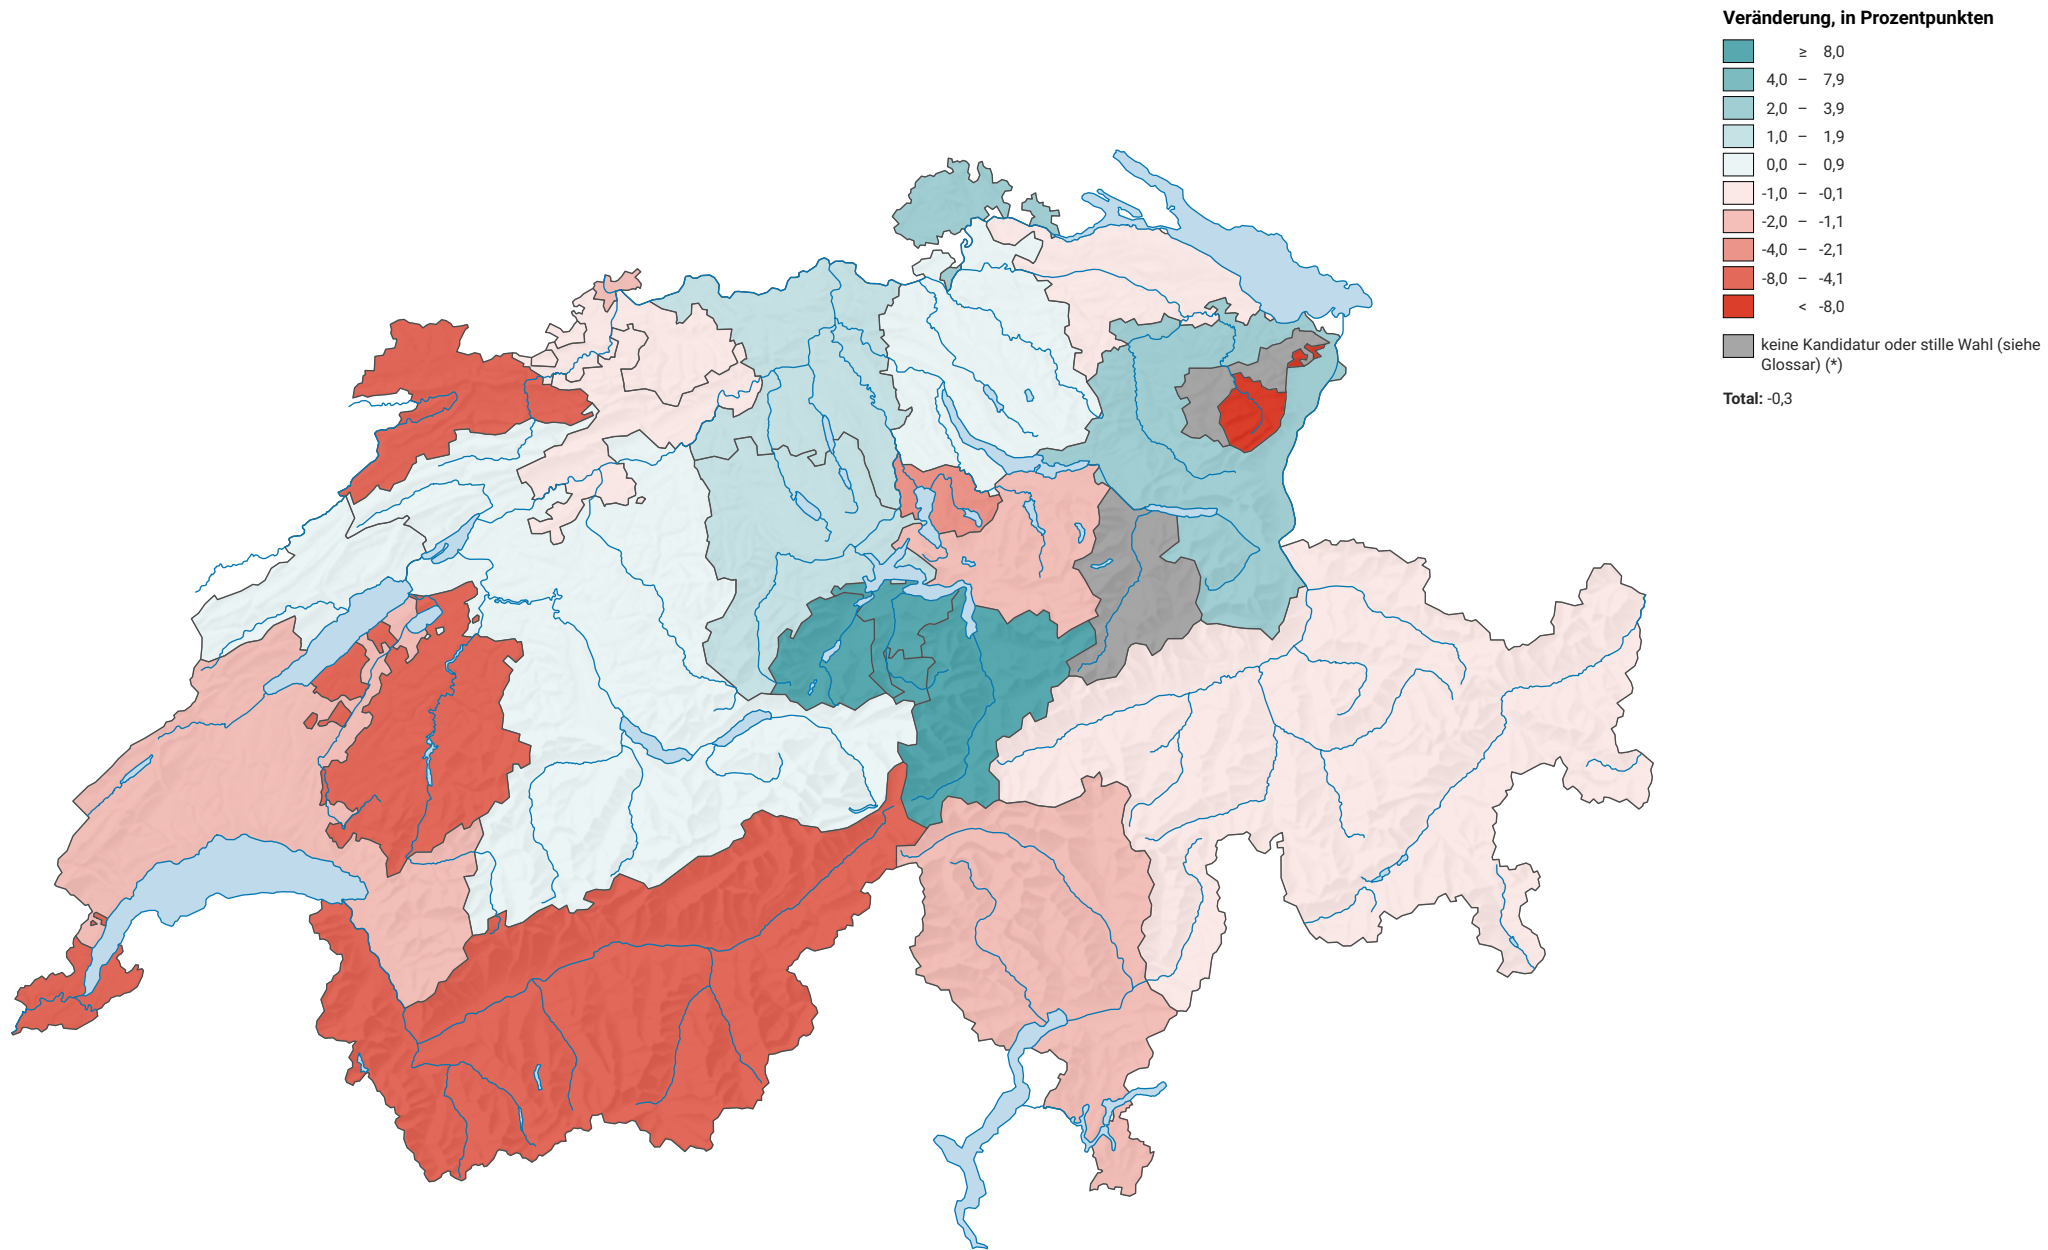 Veränderung, in Prozentpunkten
≥ 8,0
4,0 – 7,9
2,0 – 3,9
1,0 – 1,9
0,0 – 0,9
-1,0 – -0,1
-2,0 – -1,1
-4,0 – -2,1
-8,0 – -4,1
< -8,0
keine Kandidatur oder stille Wahl (siehe
Glossar) (*)
Total: -0,3